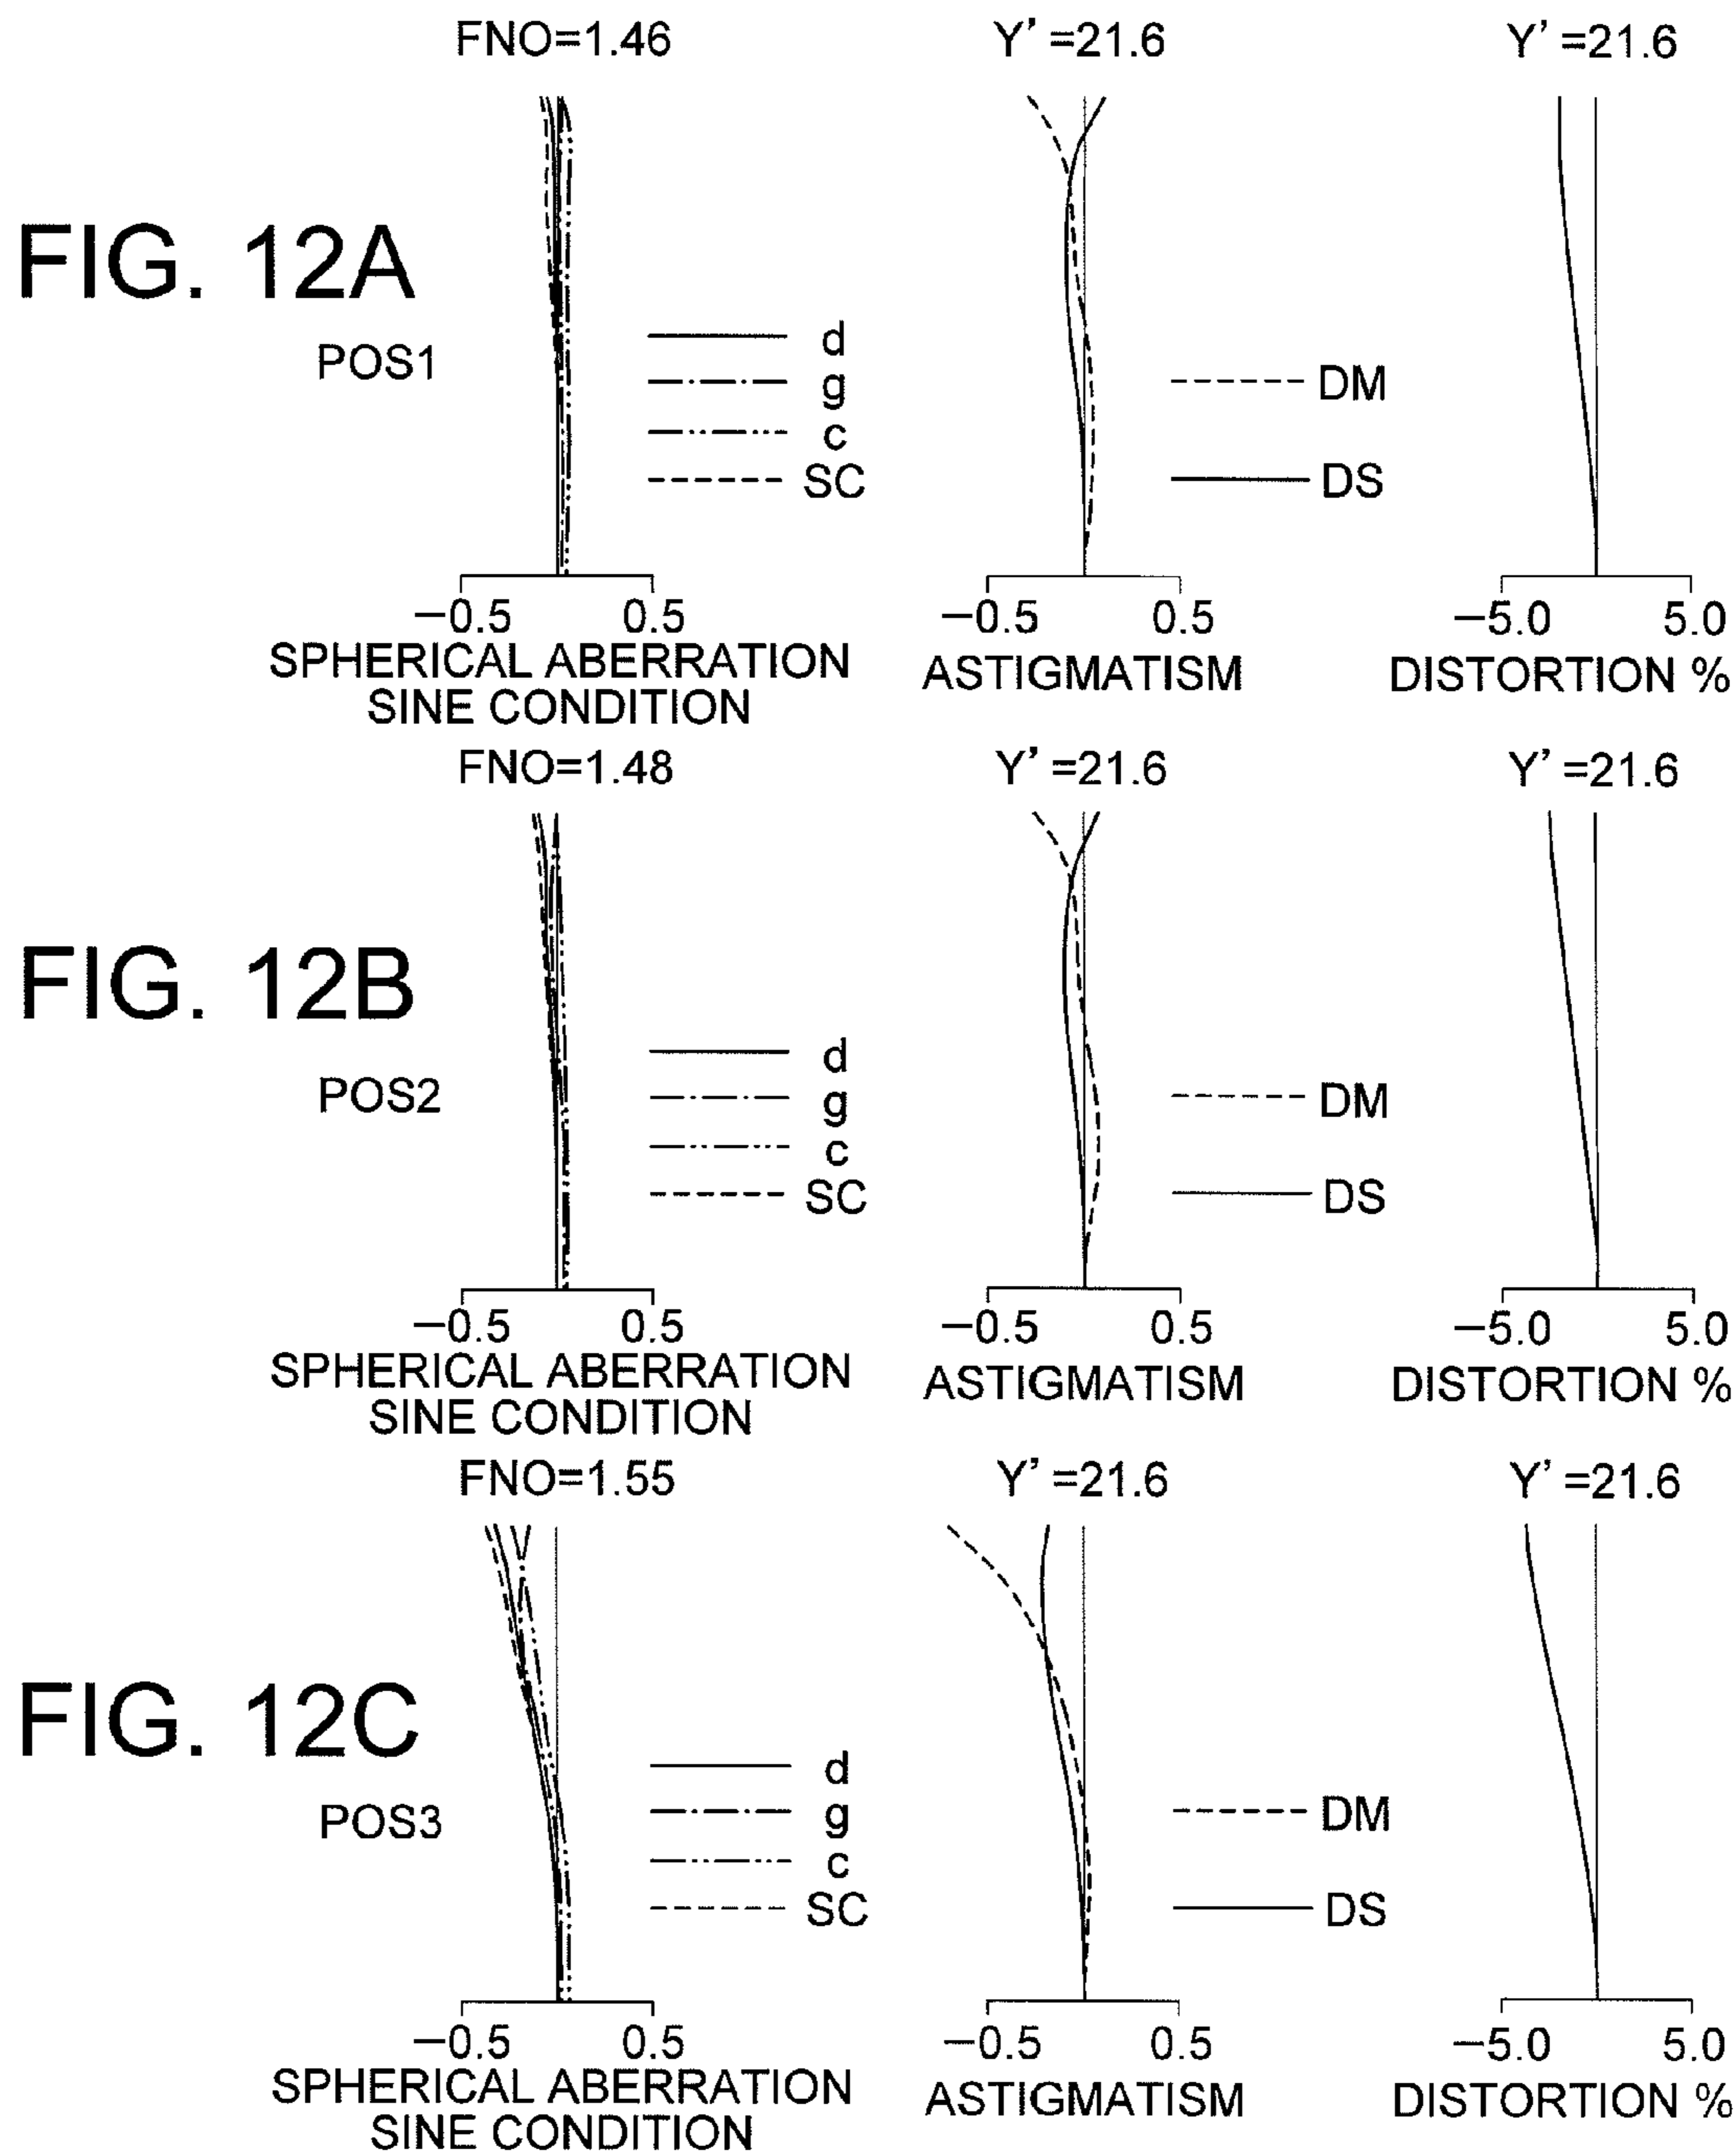 FNO=1.46
Y' =21.6
Y' =21.6
FIG. 12A
POS1
d
g
c
SC
DM
DS
−0.5 0.5
−0.5 0.5
−5.0 5.0
SPHERICAL ABERRATION
SINE CONDITION
ASTIGMATISM
DISTORTION %
FNO=1.48
Y' =21.6
Y' =21.6
FIG. 12B
POS2
d
g
c
SC
DM
DS
−0.5 0.5
−0.5 0.5
−5.0 5.0
SPHERICAL ABERRATION
SINE CONDITION
ASTIGMATISM
DISTORTION %
FNO=1.55
Y' =21.6
Y' =21.6
FIG. 12C
POS3
d
g
c
SC
DM
DS
−0.5 0.5
−0.5 0.5
−5.0 5.0
SPHERICAL ABERRATION
SINE CONDITION
ASTIGMATISM
DISTORTION %